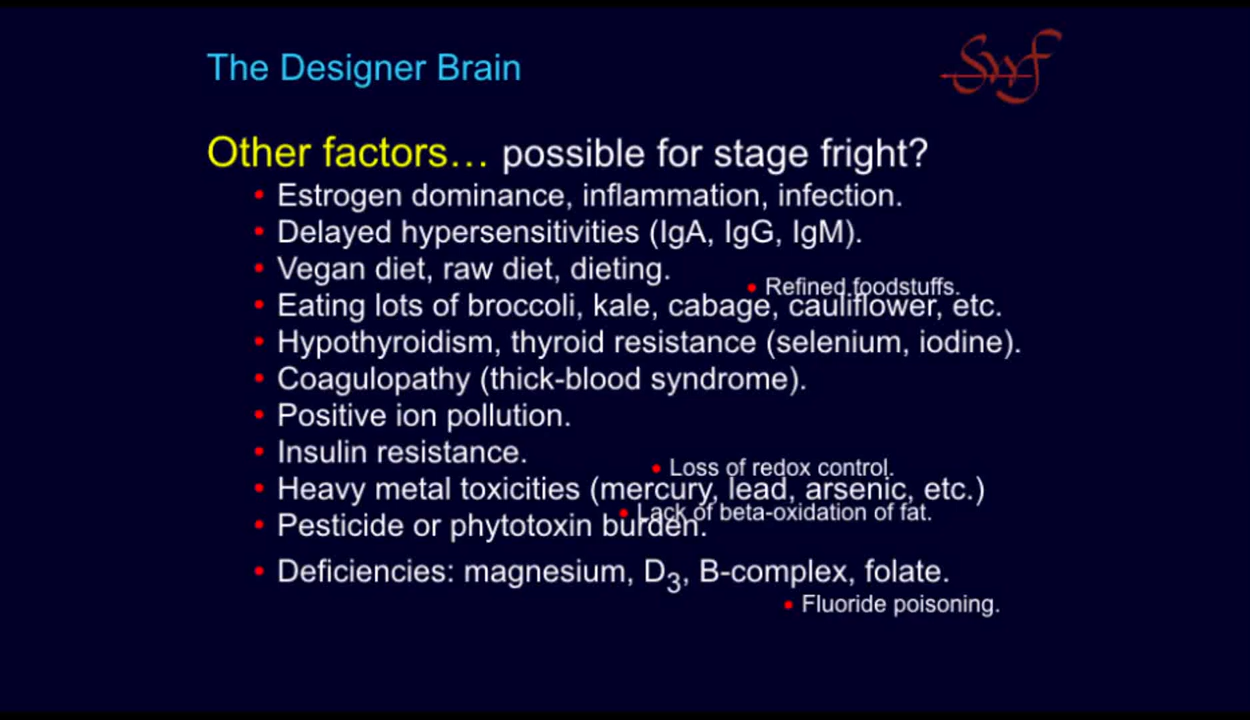 The Designer Brain
Swf
Other factors... possible for stage fright?
• Estrogen dominance, inflammation, infection.
• Delayed hypersensitivities (IgA, IgG, IgM).
• Vegan diet, raw diet, dieting.
• Refined foodstuffs.
• Eating lots of broccoli, kale, cabage, cauliflower, etc.
• Hypothyroidism, thyroid resistance (selenium, iodine).
• Coagulopathy (thick-blood syndrome).
• Positive ion pollution.
• Insulin resistance.
• Loss of redox control.
• Heavy metal toxicities (mercury, lead, arsenic, etc.)
• Lack of beta-oxidation of fat.
• Pesticide or phytotoxin burden.
• Deficiencies: magnesium, D3, B-complex, folate.
• Fluoride poisoning.